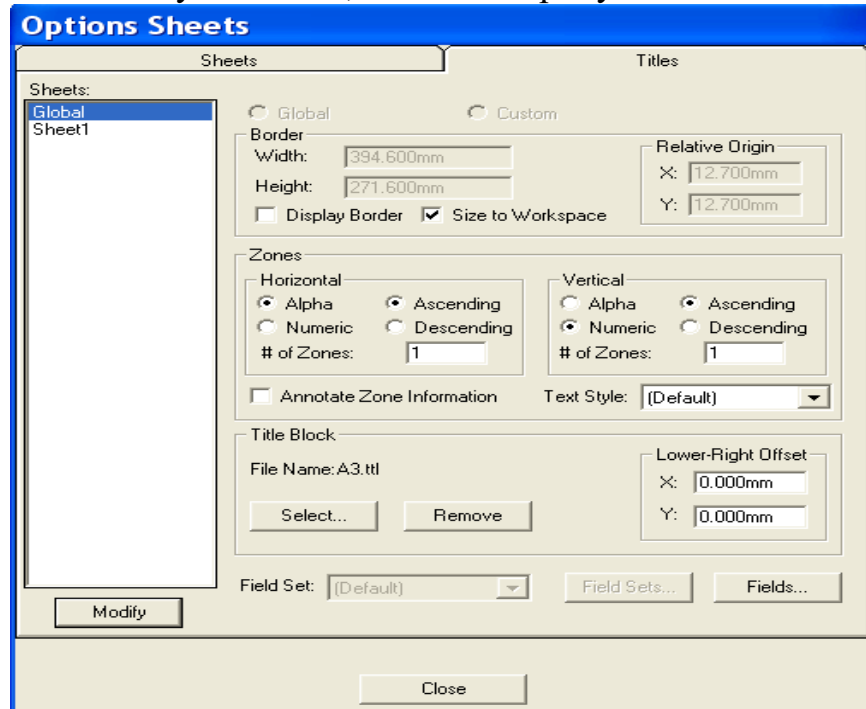 Options Sheets
Sheets Titles
Sheets:
Global
Sheet1
Global Custom
Border
Width: 394.600mm
Height: 271.600mm
Display Border Size to Workspace
Relative Origin
X: 12.700mm
Y: 12.700mm
Zones
Horizontal
Alpha Ascending
Numeric Descending
# of Zones: 1
Vertical
Alpha Ascending
Numeric Descending
# of Zones: 1
Annotate Zone Information Text Style: (Default)
Title Block
File Name:A3.ttl
Select... Remove
Lower-Right Offset
X: 0.000mm
Y: 0.000mm
Field Set: (Default) Field Sets... Fields...
Modify
Close